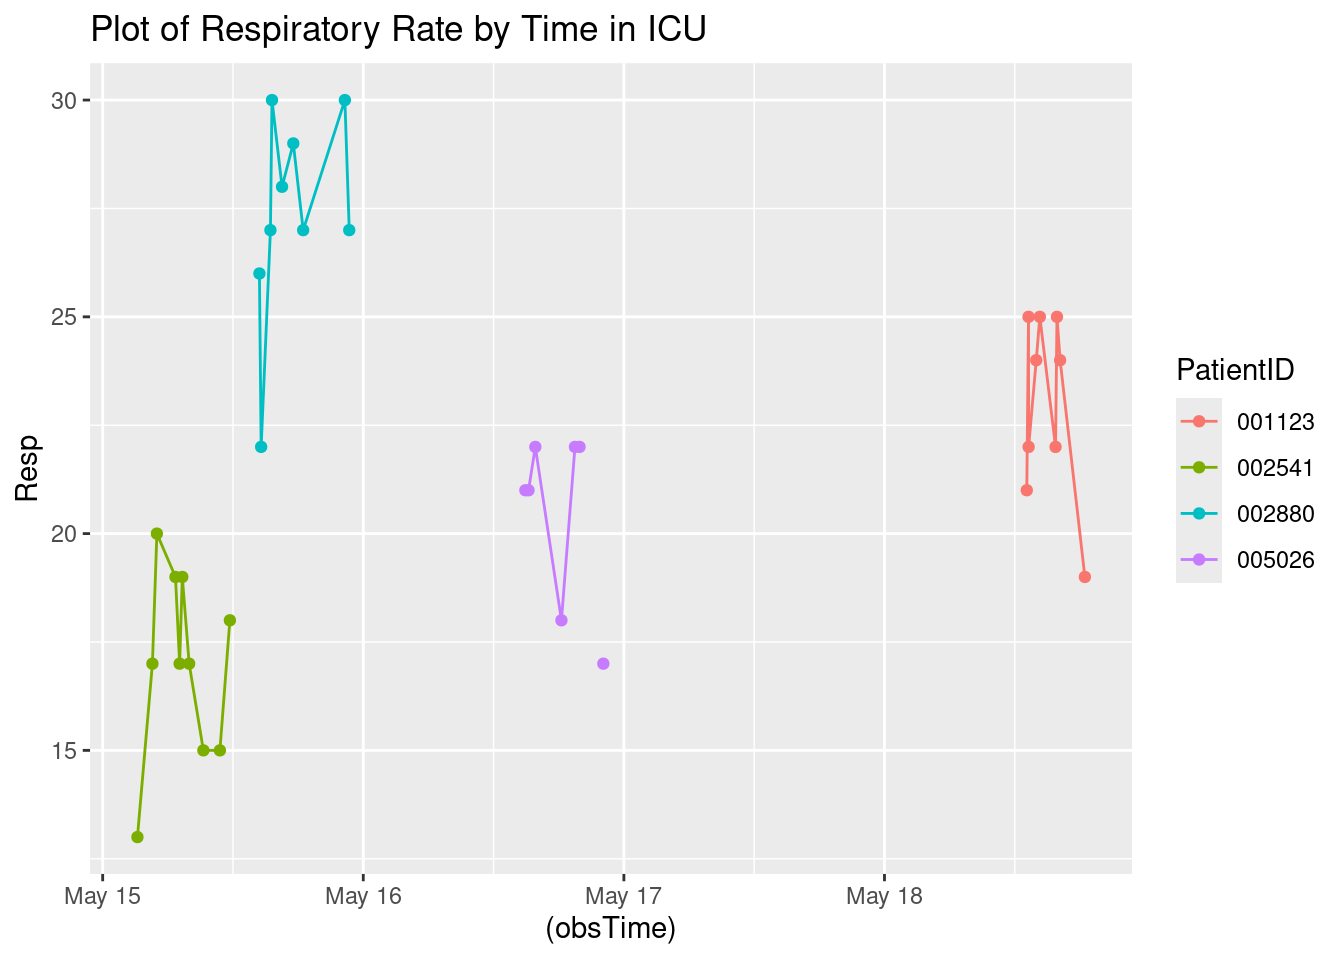 Plot of Respiratory Rate by Time in ICU
30
25
20
15
Resp
May 15
May 16
May 17
May 18
(obsTime)
PatientID
001123
002541
002880
005026